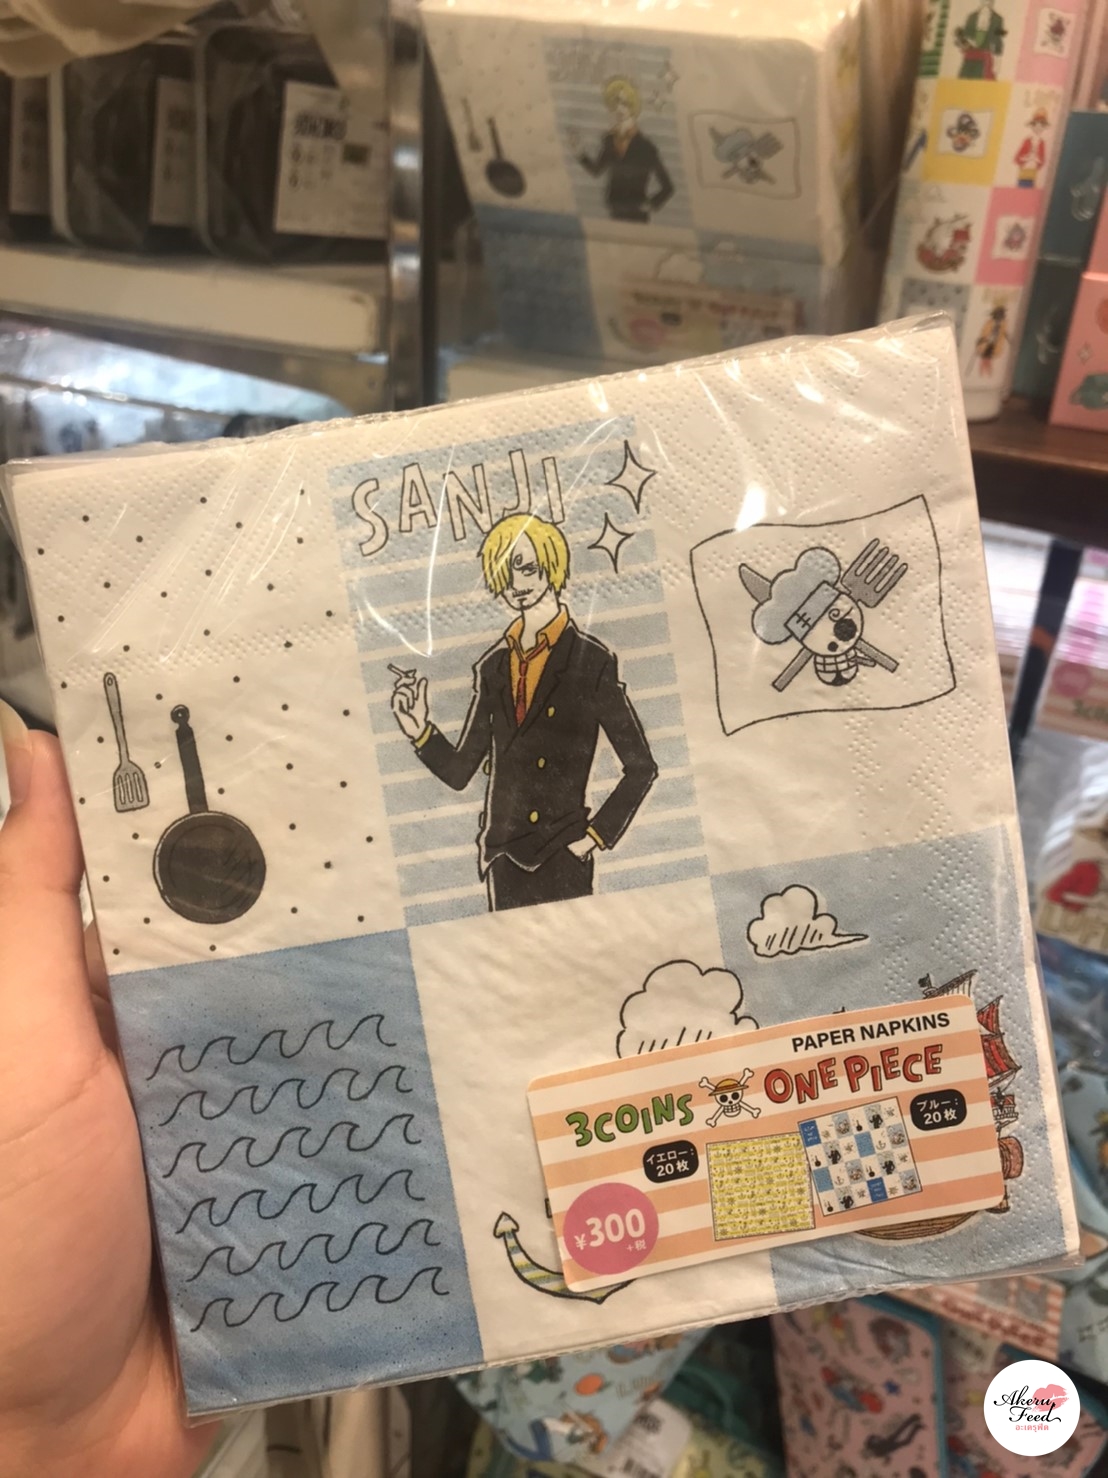 SANJI
PAPER NAPKINS
3COINS ONE PIECE
イエロー:
20枚
ブルー:
20枚
¥300
+税
Akeru
Feed
อะเครุฟีด